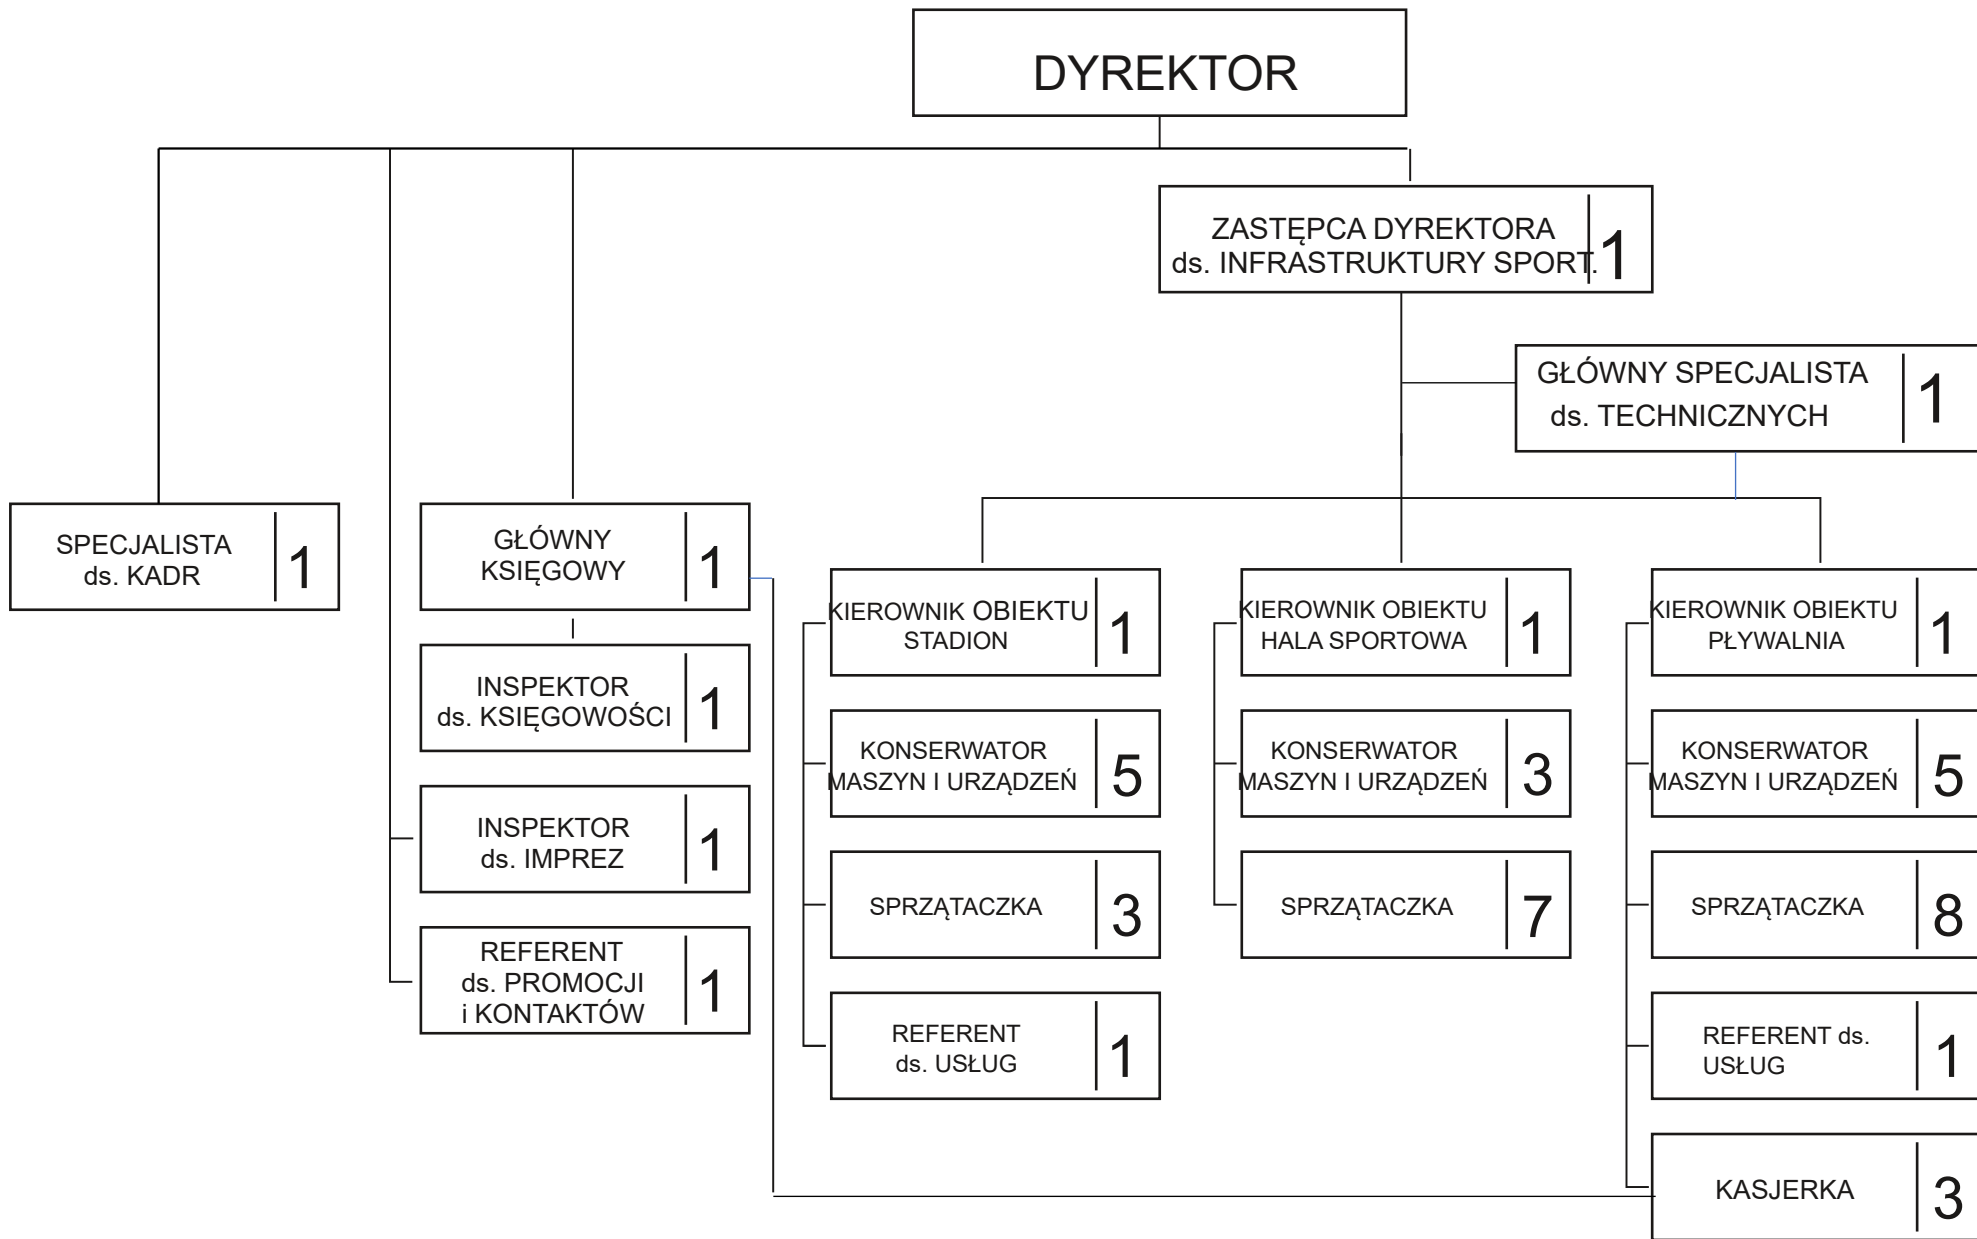 DYREKTOR
ZASTĘPCA DYREKTORA
ds. INFRASTRUKTURY SPORT.
1
GŁÓWNY SPECJALISTA
ds. TECHNICZNYCH
1
SPECJALISTA
ds. KADR
1
GŁÓWNY
KSIĘGOWY
1
INSPEKTOR
ds. KSIĘGOWOŚCI
1
INSPEKTOR
ds. IMPREZ
1
REFERENT
ds. PROMOCJI
i KONTAKTÓW
1
KIEROWNIK OBIEKTU
STADION
1
KONSERWATOR
MASZYN I URZĄDZEŃ
5
SPRZĄTACZKA
3
REFERENT
ds. USŁUG
1
KIEROWNIK OBIEKTU
HALA SPORTOWA
1
KONSERWATOR
MASZYN I URZĄDZEŃ
3
SPRZĄTACZKA
7
KIEROWNIK OBIEKTU
PŁYWALNIA
1
KONSERWATOR
MASZYN I URZĄDZEŃ
5
SPRZĄTACZKA
8
REFERENT ds.
USŁUG
1
KASJERKA
3